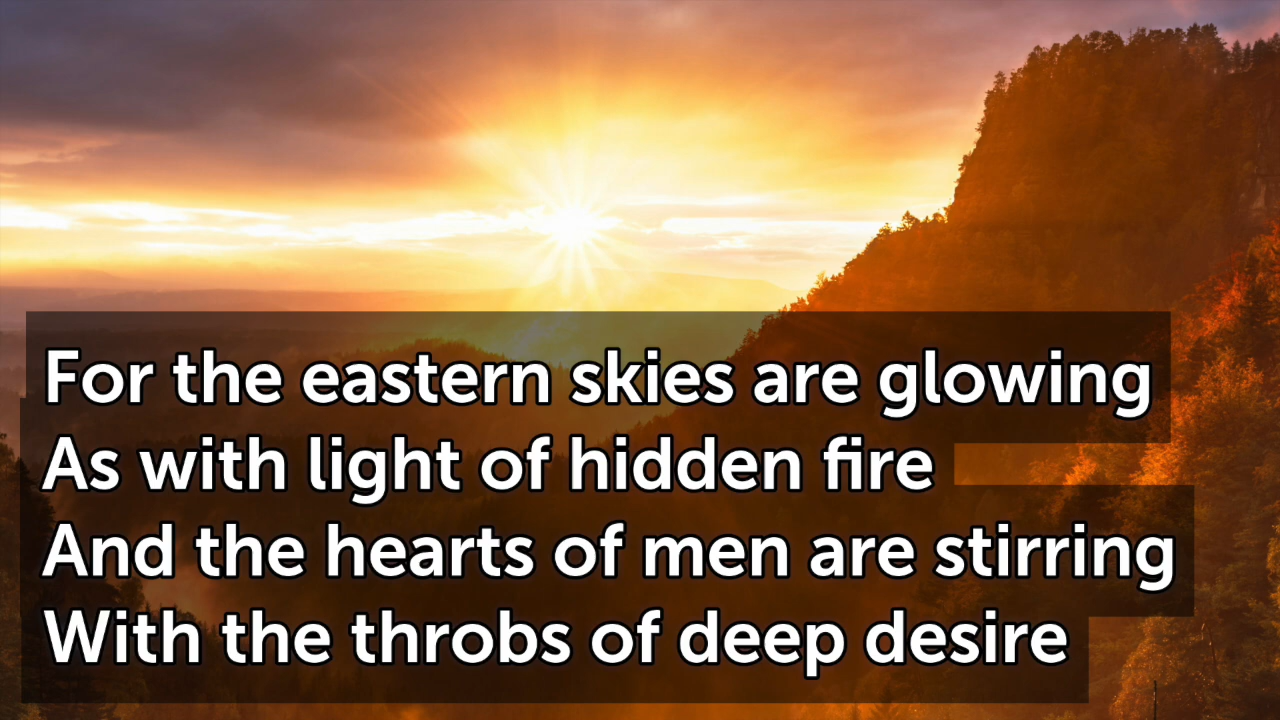 For the eastern skies are glowing
As with light of hidden fire
And the hearts of men are stirring
With the throbs of deep desire